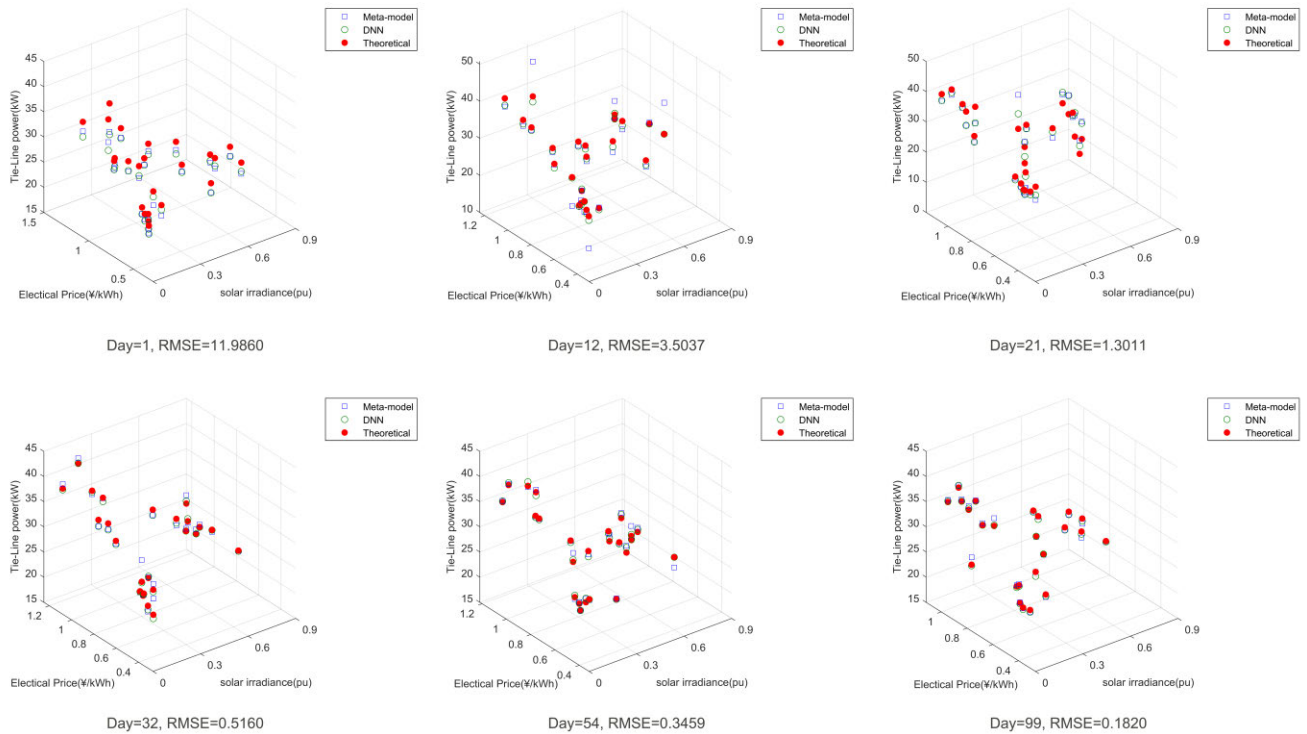 Meta-model
DNN
Theoretical
45
40
35
30
25
20
15
Tie-Line power(kW)
1.5
1
0.5
Electical Price(¥/kWh)
0
0.3
0.6
0.9
solar irradiance(pu)
Day=1, RMSE=11.9860
Meta-model
DNN
Theoretical
50
40
30
20
10
Tie-Line power(kW)
1.2
1
0.8
0.6
0.4
Electical Price(¥/kWh)
0
0.3
0.6
0.9
solar irradiance(pu)
Day=12, RMSE=3.5037
Meta-model
DNN
Theoretical
50
40
30
20
10
0
Tie-Line power(kW)
1
0.8
0.6
0.4
Electical Price(¥/kWh)
0
0.3
0.6
0.9
solar irradiance(pu)
Day=21, RMSE=1.3011
Meta-model
DNN
Theoretical
45
40
35
30
25
20
15
Tie-Line power(kW)
1.2
1
0.8
0.6
0.4
Electical Price(¥/kWh)
0
0.3
0.6
0.9
solar irradiance(pu)
Day=32, RMSE=0.5160
Meta-model
DNN
Theoretical
45
40
35
30
25
20
15
Tie-Line power(kW)
1.2
1
0.8
0.6
0.4
Electical Price(¥/kWh)
0
0.3
0.6
0.9
solar irradiance(pu)
Day=54, RMSE=0.3459
Meta-model
DNN
Theoretical
45
40
35
30
25
20
15
Tie-Line power(kW)
1
0.8
0.6
0.4
Electical Price(¥/kWh)
0
0.3
0.6
0.9
solar irradiance(pu)
Day=99, RMSE=0.1820